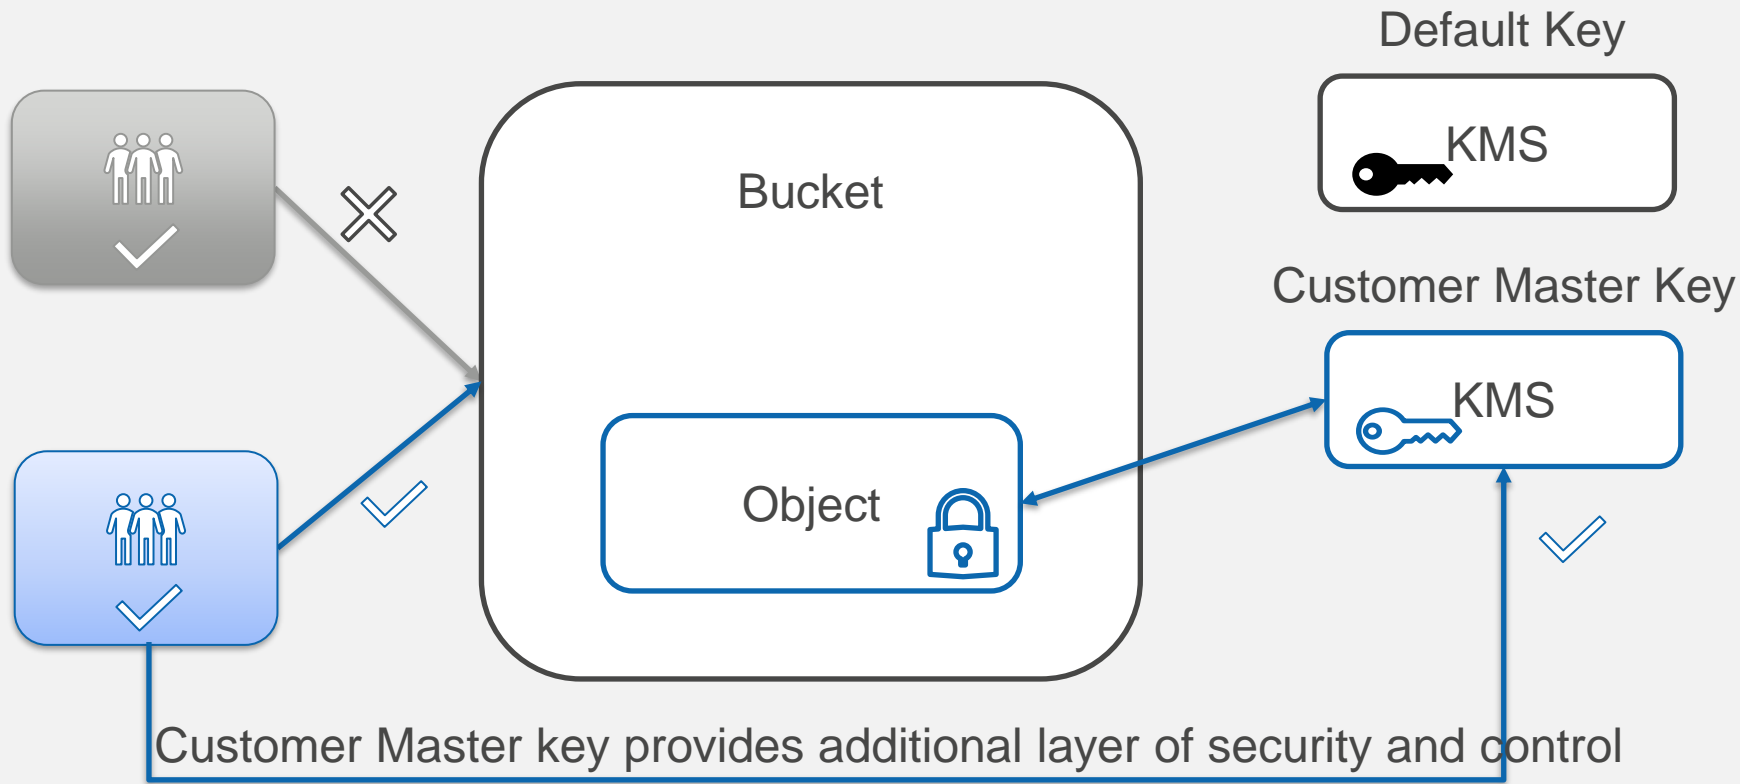 Default Key
KMS
Bucket
Customer Master Key
KMS
Object
Customer Master key provides additional layer of security and control